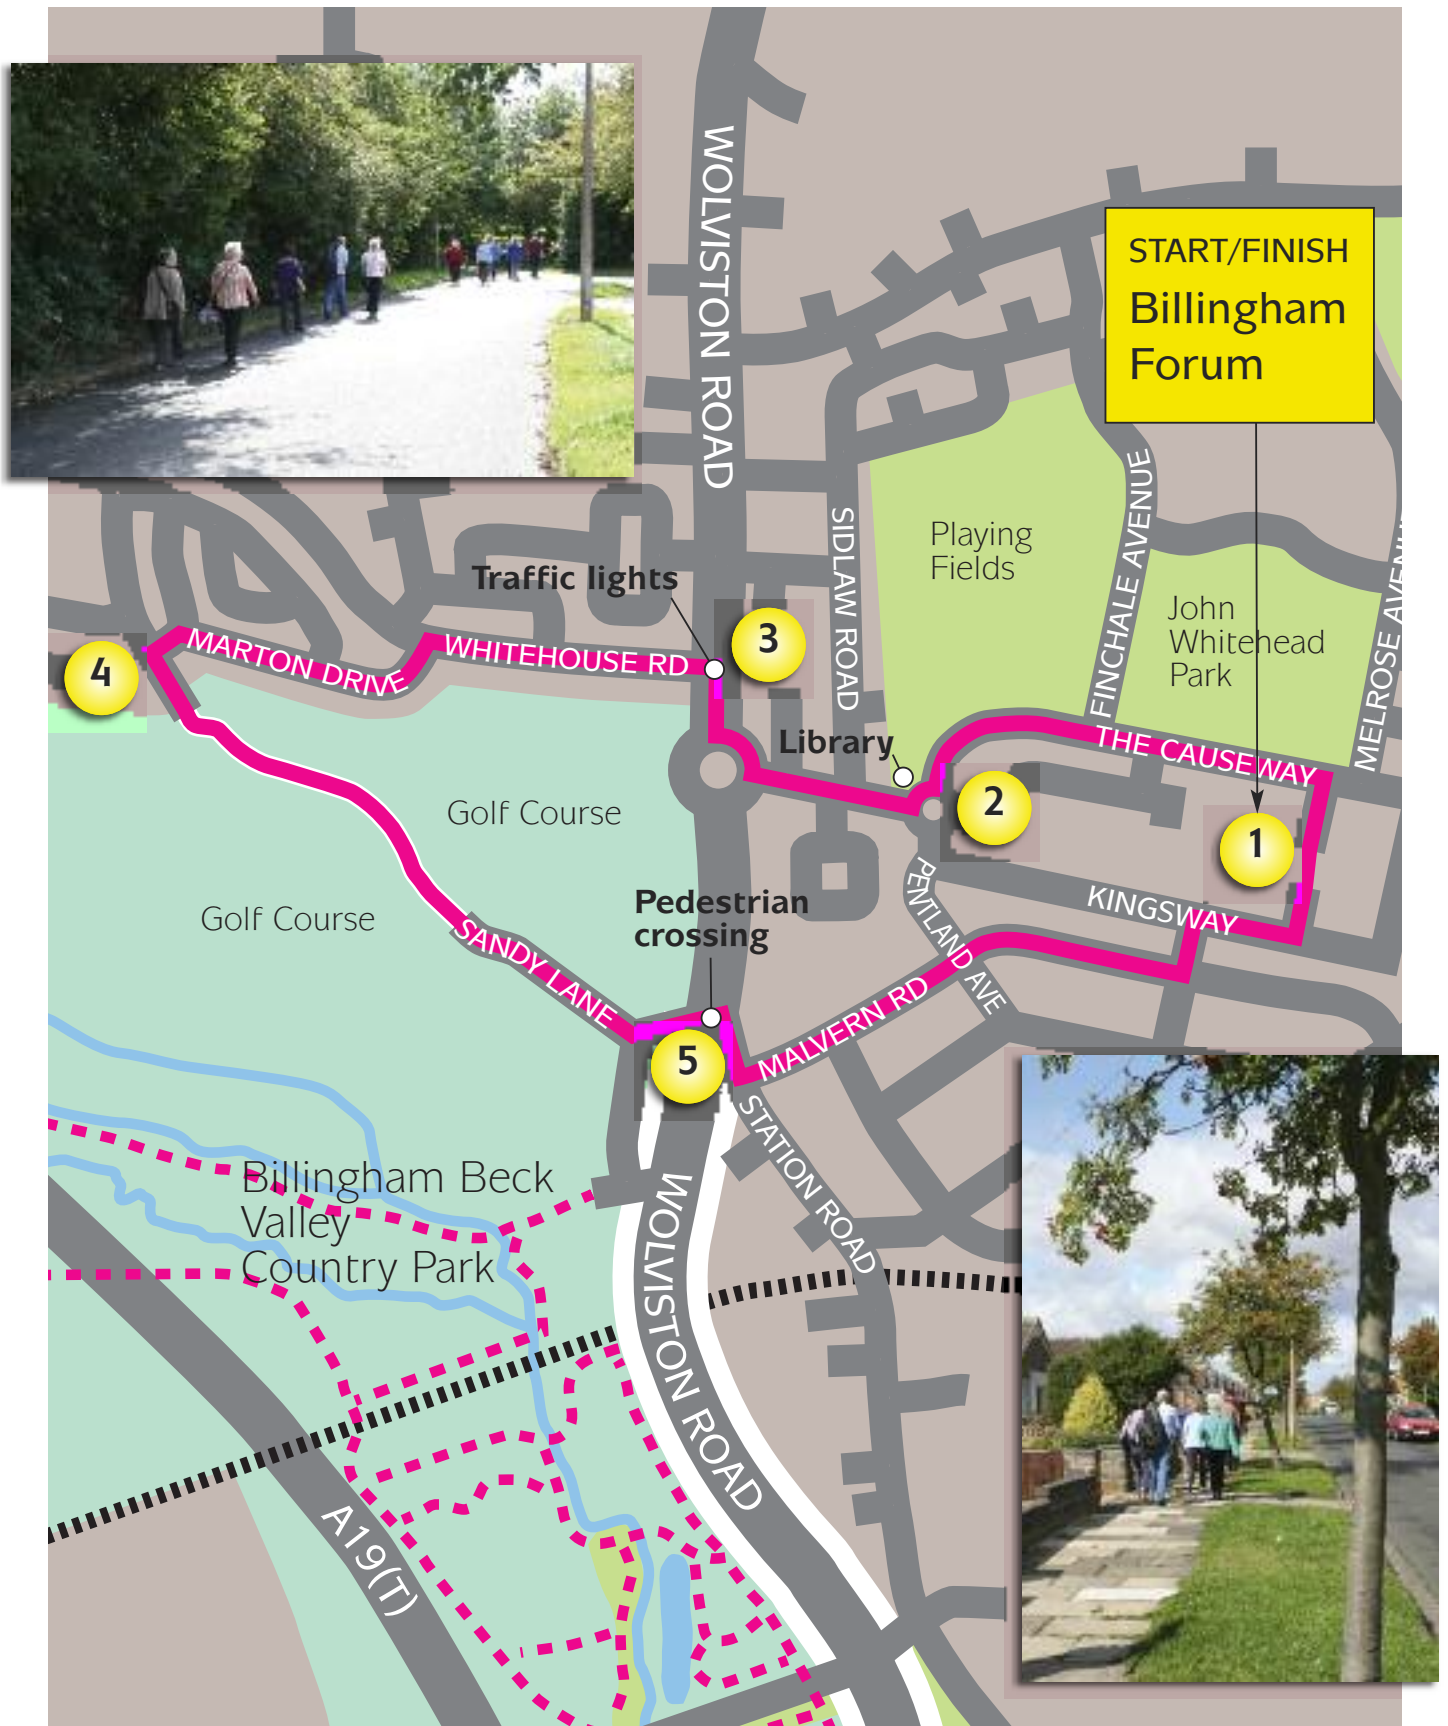 WOLVISTON ROAD
START/FINISH
Billingham
Forum
FINCHALE AVENUE
SIDLAW ROAD
Playing
Fields
MELROSE AVENUE
Traffic lights
John
Whitehead
Park
3
4
MARTON DRIVE
WHITEHOUSE RD
Library
THE CAUSEWAY
2
1
Golf Course
Golf Course
PENTLAND AVE
KINGSWAY
Pedestrian
crossing
SANDY LANE
MALVERN RD
5
STATION ROAD
Billingham Beck
Valley
Country Park
WOLVISTON ROAD
A19(T)